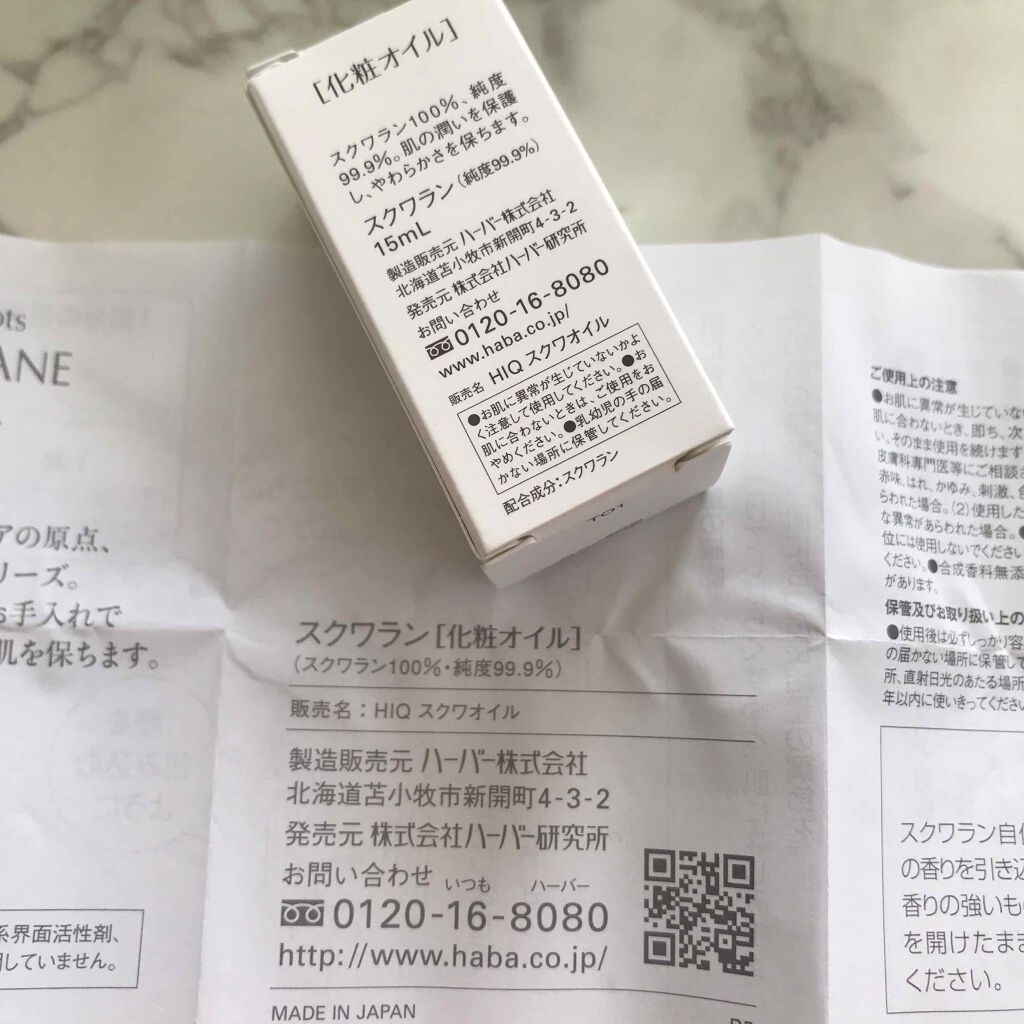 [化粧オイル]
スクワラン100%、純度
99.9%。肌の潤いを保護
し、やわらかさを保ちます。
スクワラン(純度99.9%)
15mL
製造販売元 ハーバー株式会社
北海道苫小牧市新開町4-3-2
発売元 株式会社ハーバー研究所
お問い合わせ
0120-16-8080
www.haba.co.jp/
販売名 HIQ スクワオイル
●お肌に異常が生じていないかよ
く注意して使用してください。●お
肌に合わないときは、ご使用をお
やめください。●乳幼児の手の届
かない場所に保管してください。
配合成分:スクワラン
TO1
ots
ANE
アの原点、
リーズ。
お手入れで
肌を保ちます。
系界面活性剤、
用していません。
スクワラン[化粧オイル]
(スクワラン100%・純度99.9%)
販売名:HIQ スクワオイル
製造販売元 ハーバー株式会社
北海道苫小牧市新開町4-3-2
発売元 株式会社ハーバー研究所
お問い合わせ いつも ハーバー
0120-16-8080
http://www.haba.co.jp/
MADE IN JAPAN
ご使用上の注意
●お肌に異常が生じていな
肌に合わないとき、即ち、次
い。そのまま使用を続けます
皮膚科専門医等にご相談さ
赤味、はれ、かゆみ、刺激、
らわれた場合。(2)使用した
な異常があらわれた場合。
位には使用しないでください
ください。●合成香料無添
があります。
保管及びお取り扱い上の
●使用後は必ずしっかり容
の届かない場所に保管して
所、直射日光のあたる場所
年以内に使いきってください
スクワラン自
の香りを引き込
香りの強いも
を開けたまま
ください。